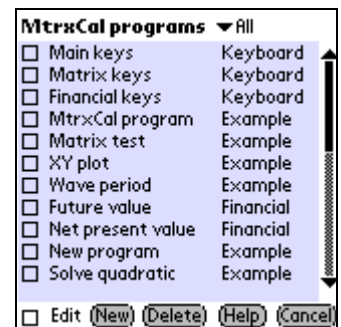 MtrxCal programs All
Main keys Keyboard
Matrix keys Keyboard
Financial keys Keyboard
MtrxCal program Example
Matrix test Example
XY plot Example
Wave period Example
Future value Financial
Net present value Financial
New program Example
Solve quadratic Example
Edit New Delete Help Cancel